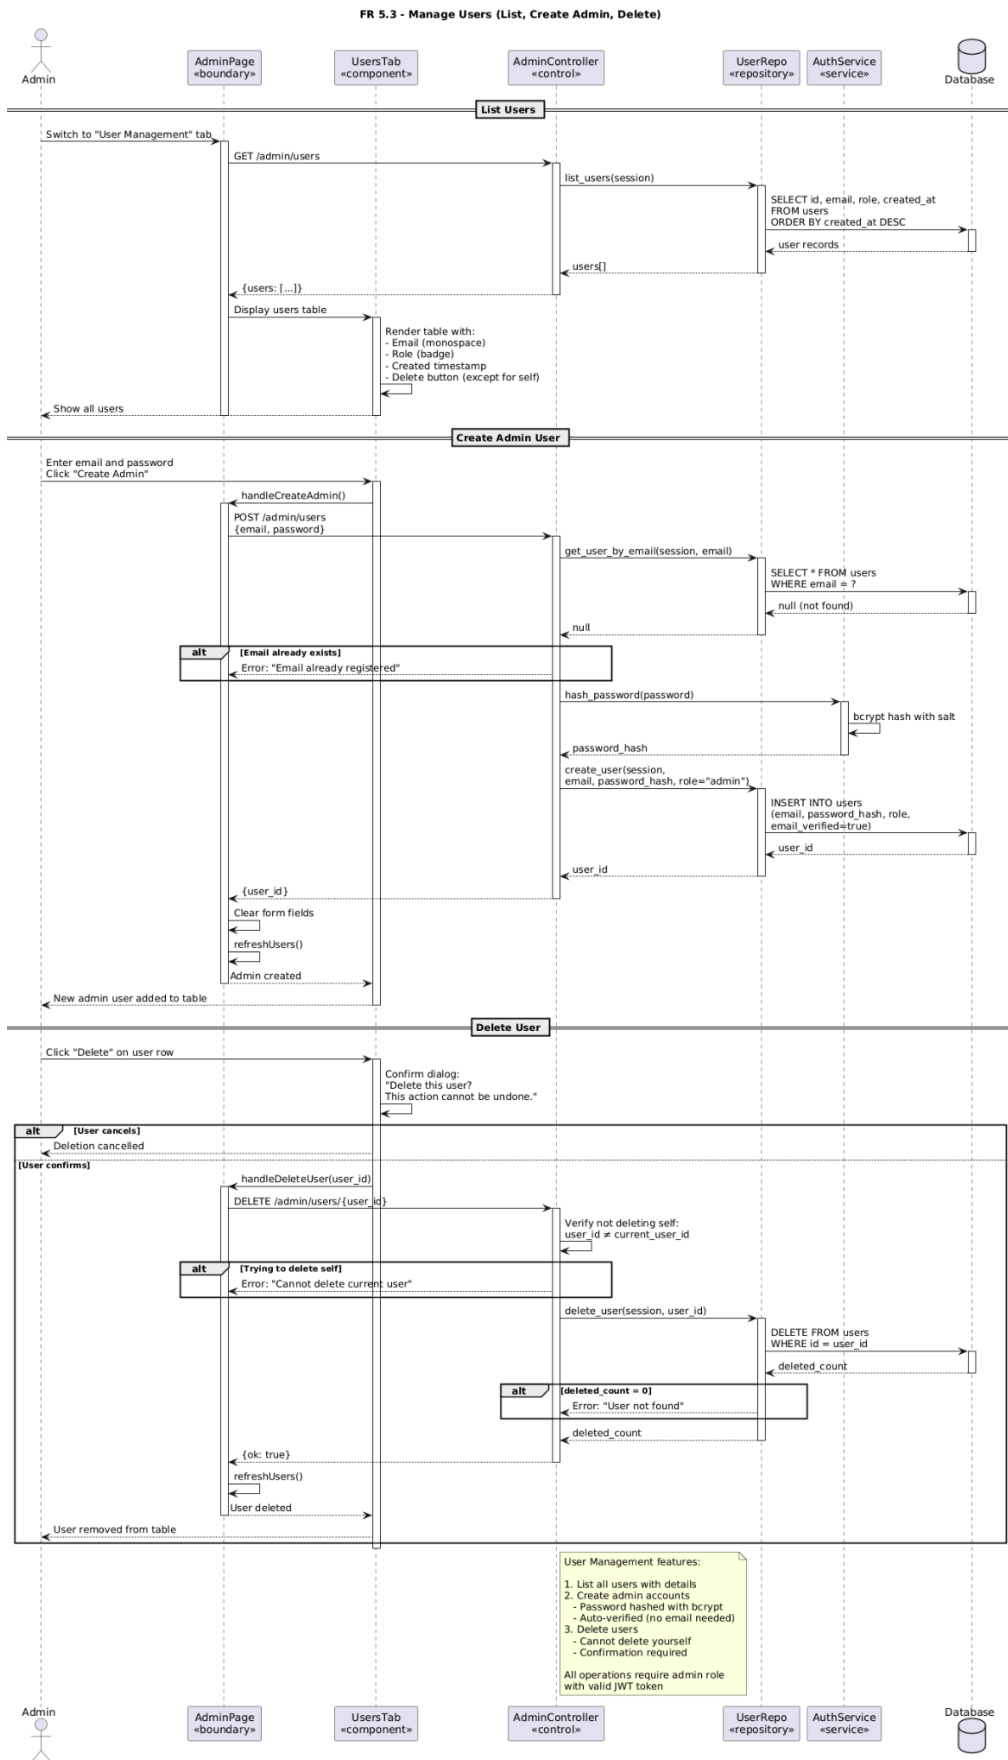 FR 5.3 - Manage Users (List, Create Admin, Delete)
Admin
AdminPage
«boundary»
UsersTab
«component»
AdminController
«control»
UserRepo
«repository»
AuthService
«service»
Database
List Users
Switch to "User Management" tab
GET /admin/users
list_users(session)
SELECT id, email, role, created_at
FROM users
ORDER BY created_at DESC
user records
users[]
{users: [...]}
Display users table
Render table with:
- Email (monospace)
- Role (badge)
- Created timestamp
- Delete button (except for self)
Show all users
Create Admin User
Enter email and password
Click "Create Admin"
handleCreateAdmin()
POST /admin/users
{email, password}
get_user_by_email(session, email)
SELECT * FROM users
WHERE email = ?
null (not found)
null
alt [Email already exists]
Error: "Email already registered"
hash_password(password)
bcrypt hash with salt
password_hash
create_user(session,
email, password_hash, role="admin")
INSERT INTO users
(email, password_hash, role,
email_verified=true)
user_id
user_id
{user_id}
Clear form fields
refreshUsers()
Admin created
New admin user added to table
Delete User
Click "Delete" on user row
Confirm dialog:
"Delete this user?
This action cannot be undone."
alt [User cancels]
Deletion cancelled
[User confirms]
handleDeleteUser(user_id)
DELETE /admin/users/{user_id}
Verify not deleting self:
user_id ≠ current_user_id
alt [Trying to delete self]
Error: "Cannot delete current user"
delete_user(session, user_id)
DELETE FROM users
WHERE id = user_id
deleted_count
alt [deleted_count = 0]
Error: "User not found"
deleted_count
{ok: true}
refreshUsers()
User deleted
User removed from table
User Management features:
1. List all users with details
2. Create admin accounts
- Password hashed with bcrypt
- Auto-verified (no email needed)
3. Delete users
- Cannot delete yourself
- Confirmation required
All operations require admin role
with valid JWT token
Admin
AdminPage
«boundary»
UsersTab
«component»
AdminController
«control»
UserRepo
«repository»
AuthService
«service»
Database